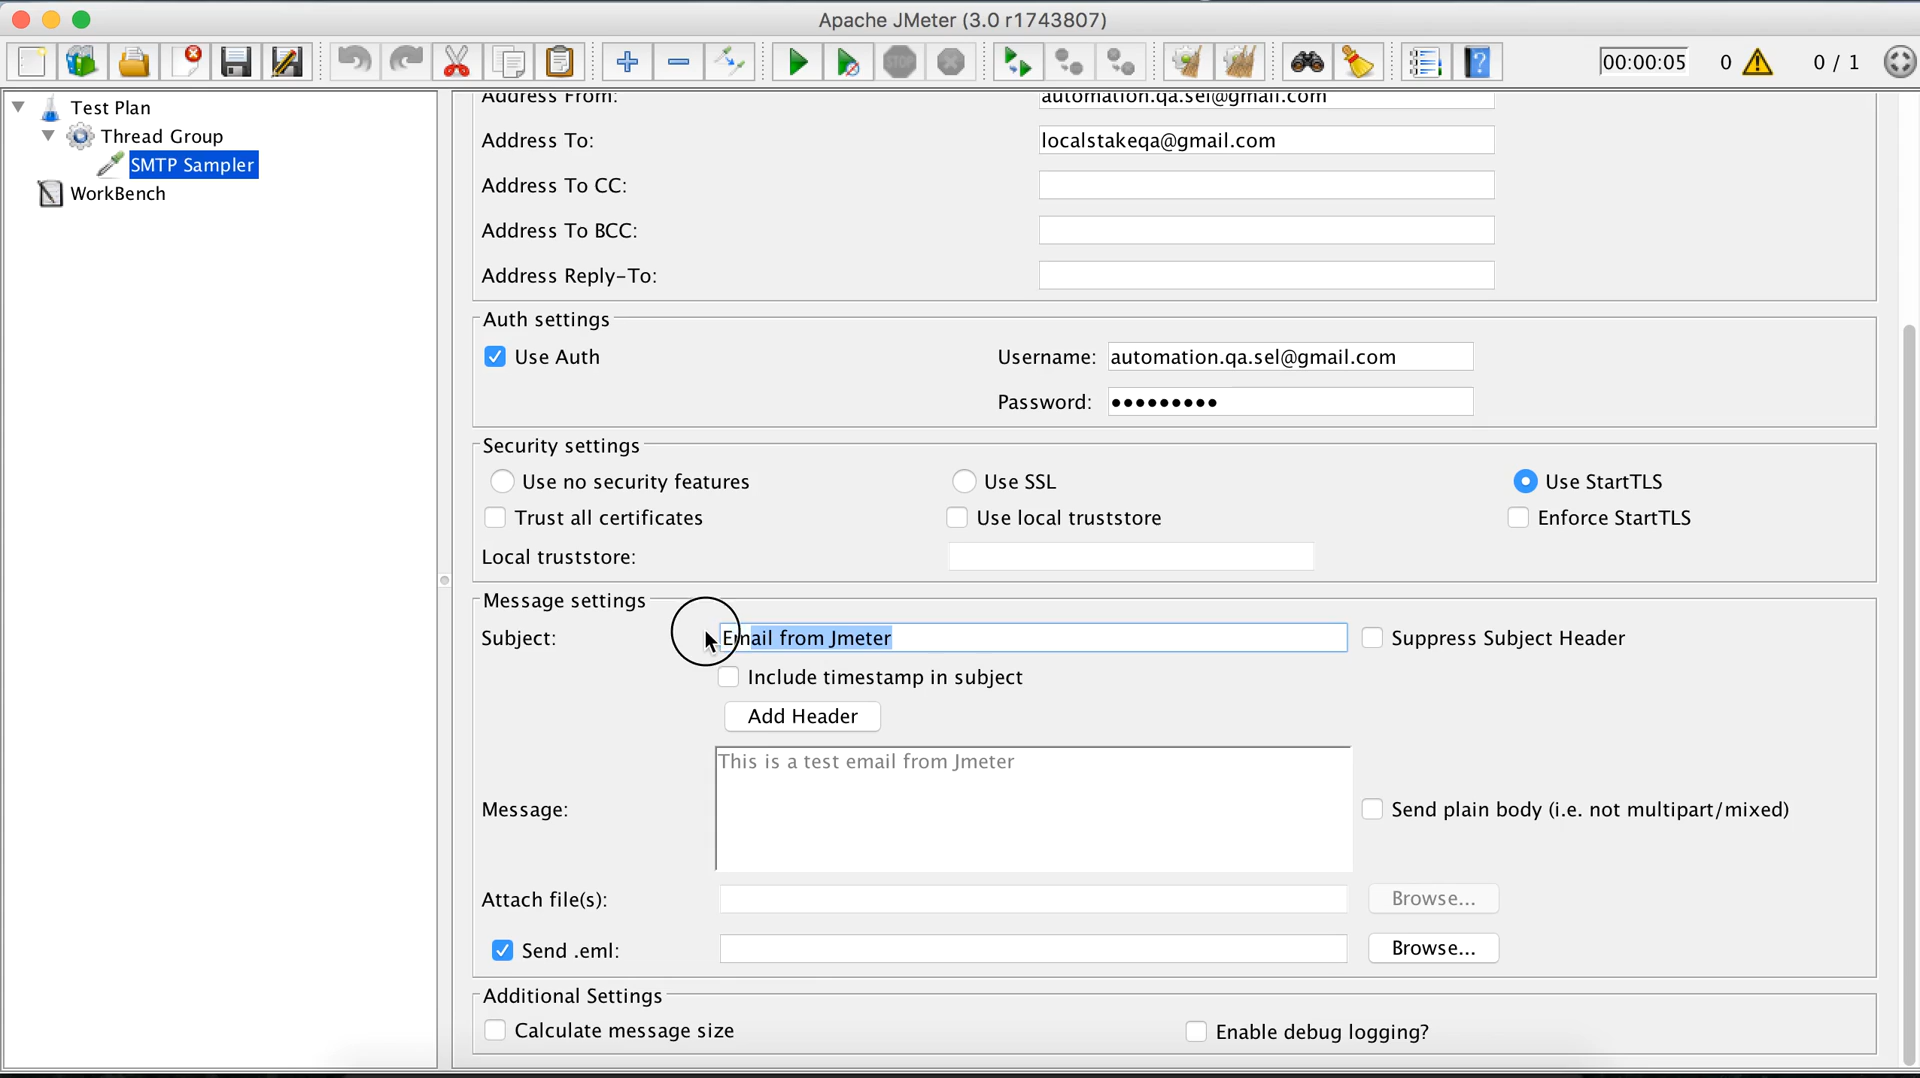 Apache JMeter (3.0 r1743807)
STOP
00:00:05 0 0 / 1
Test Plan
Thread Group
SMTP Sampler
WorkBench
Address From: automation.qa.sel@gmail.com
Address To: localstakeqa@gmail.com
Address To CC:
Address To BCC:
Address Reply-To:
Auth settings
Use Auth Username: automation.qa.sel@gmail.com
Password: •••••••••
Security settings
Use no security features Use SSL Use StartTLS
Trust all certificates Use local truststore Enforce StartTLS
Local truststore:
Message settings
Subject: Email from Jmeter Suppress Subject Header
Include timestamp in subject
Add Header
This is a test email from Jmeter
Message: Send plain body (i.e. not multipart/mixed)
Attach file(s): Browse...
Send .eml: Browse...
Additional Settings
Calculate message size Enable debug logging?